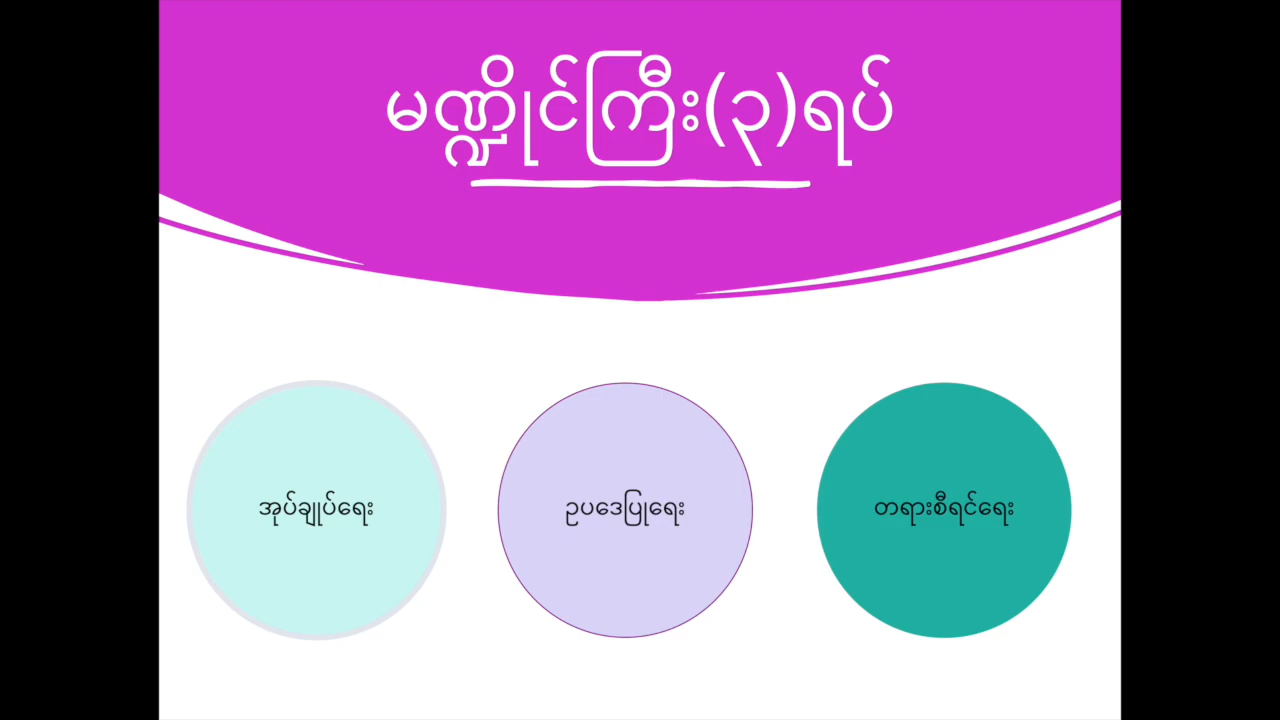 မဏ္ဍိုင်ကြီး(၃)ရပ်
အုပ်ချုပ်ရေး
ဥပဒေပြုရေး
တရားစီရင်ရေး